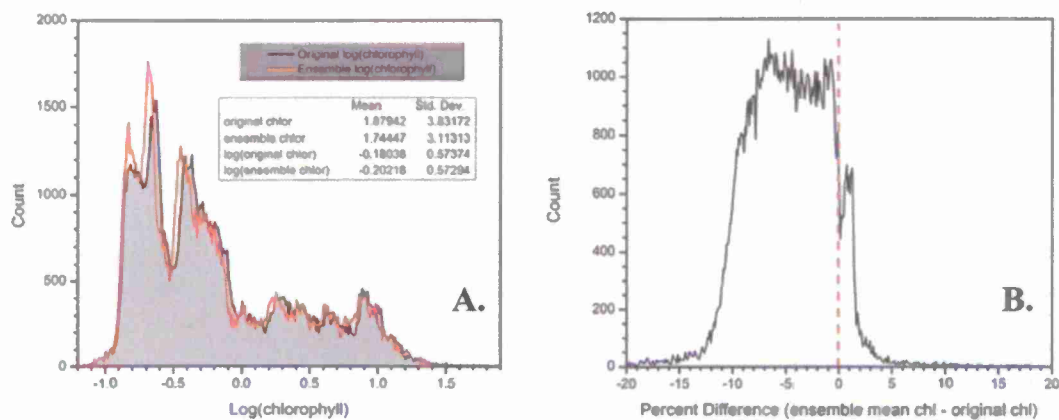 2000
1500
1000
500
0
Count
Original log(chlorophyll)
Ensemble log(chlorophyll)
Mean Std. Dev.
original chlor 1.87942 3.83172
ensemble chlor 1.74447 3.11313
log(original chlor) -0.18038 0.57374
log(ensemble chlor) -0.20218 0.57294
A.
-1.0 -0.5 0.0 0.5 1.0 1.5
Log(chlorophyll)
1200
1000
800
600
400
200
0
Count
B.
-20 -15 -10 -5 0 5 10 15 20
Percent Difference (ensemble mean chl - original chl)